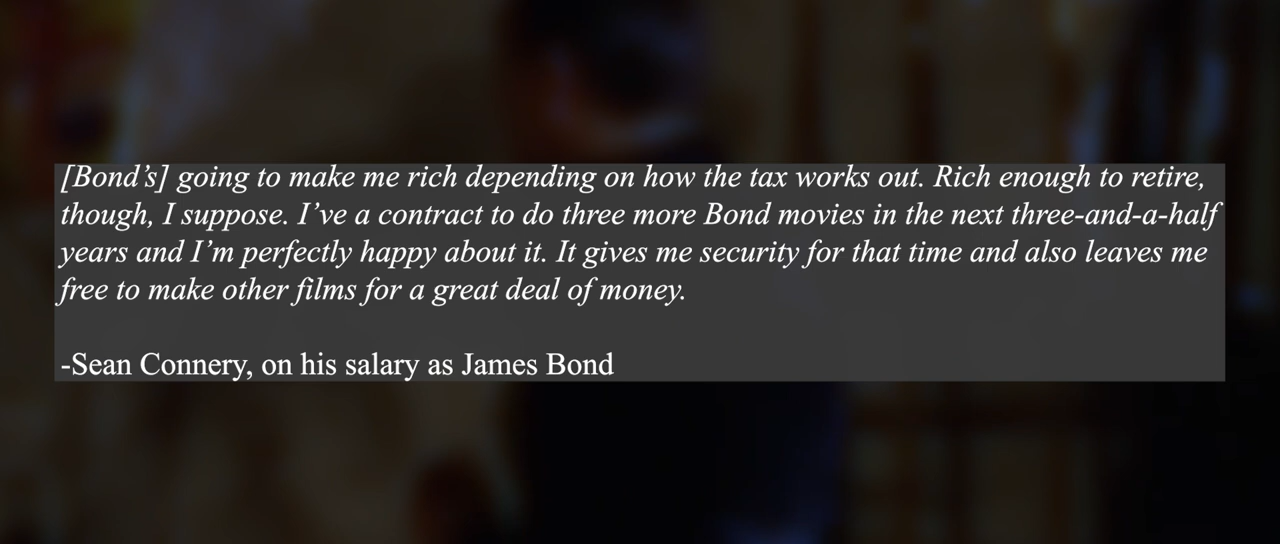 [Bond’s] going to make me rich depending on how the tax works out. Rich enough to retire,
though, I suppose. I’ve a contract to do three more Bond movies in the next three-and-a-half
years and I’m perfectly happy about it. It gives me security for that time and also leaves me
free to make other films for a great deal of money.
-Sean Connery, on his salary as James Bond